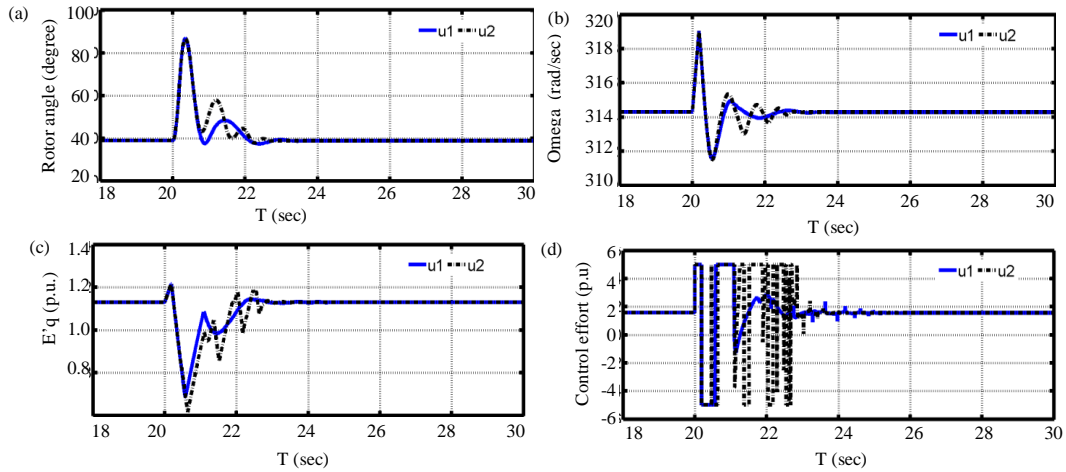 (a)
Rotor angle (degree)
100
80
60
40
20
u1 u2
18 20 22 24 26 28 30
T (sec)
(b)
Omega (rad/sec)
320
318
316
314
312
310
u1 u2
18 20 22 24 26 28 30
T (sec)
(c)
E'q (p.u.)
1.4
1.2
1.0
0.8
u1 u2
18 20 22 24 26 28 30
T (sec)
(d)
Control effort (p.u)
6
4
2
0
-2
-4
-6
u1 u2
18 20 22 24 26 28 30
T (sec)